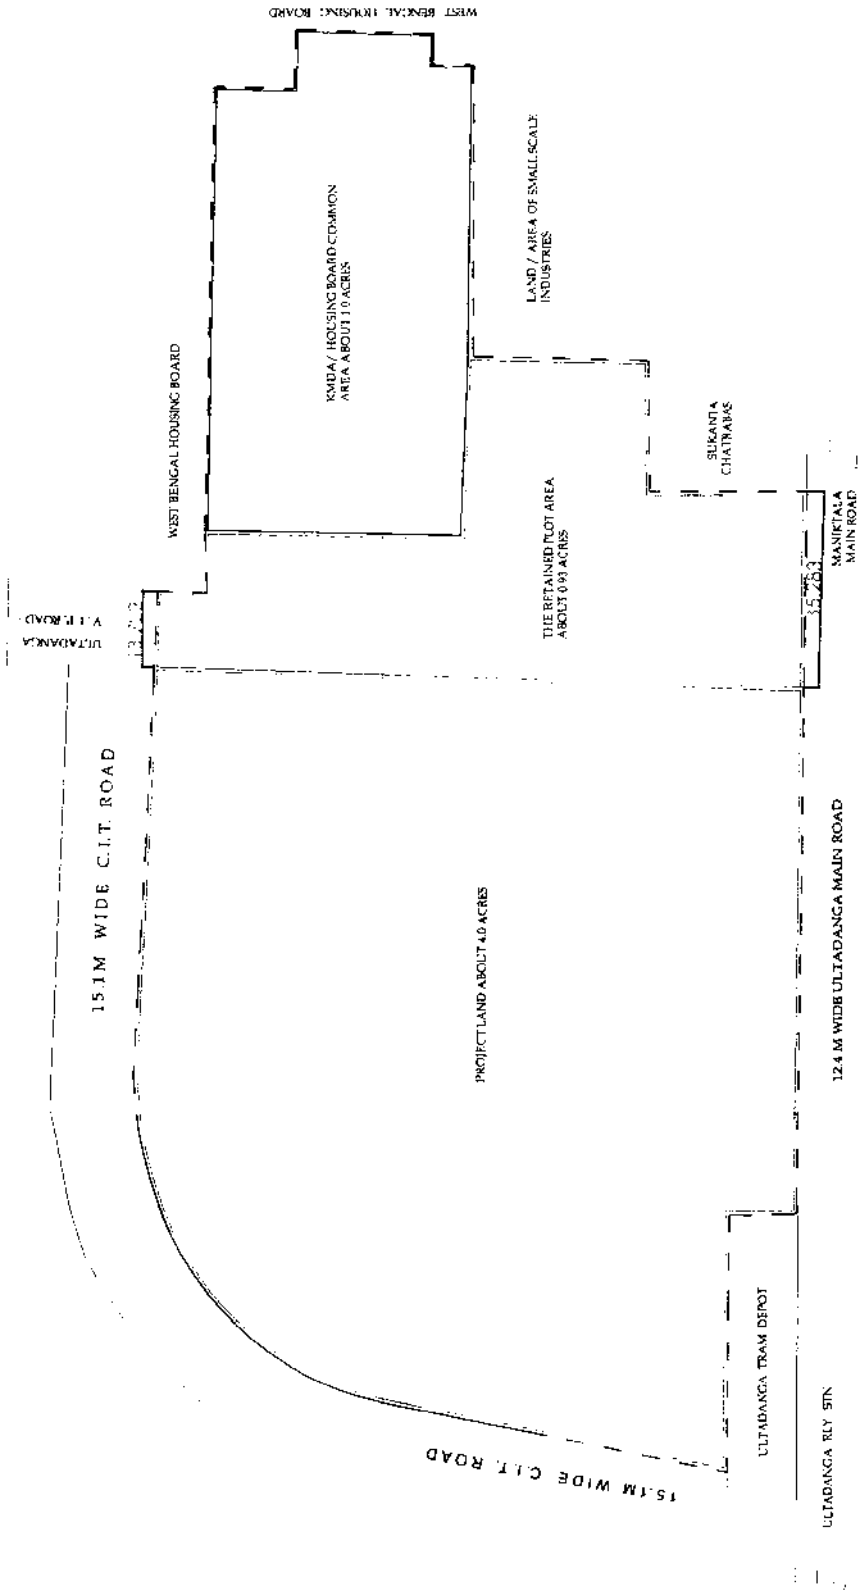 WEST BENGAL HOUSING BOARD
KMDA/ HOUSING BOARD COMMON
AREA ABOUT 1.0 ACRES
LAND / AREA OF SMALL SCALE
INDUSTRIES
WEST BENGAL HOUSING BOARD
SUKANTA
CHATRABAS
THE RETAINED PLOT AREA
ABOUT 0.93 ACRES
MANIKTALA
MAIN ROAD
35.263
ULTADANGA
V.I.P. ROAD
15.1M WIDE C.I.T. ROAD
PROJECT LAND ABOUT 4.0 ACRES
12.4 M WIDE ULTADANGA MAIN ROAD
ULTADANGA TRAM DEPOT
ULTADANGA RLY STN
15.1M WIDE C.I.T. ROAD